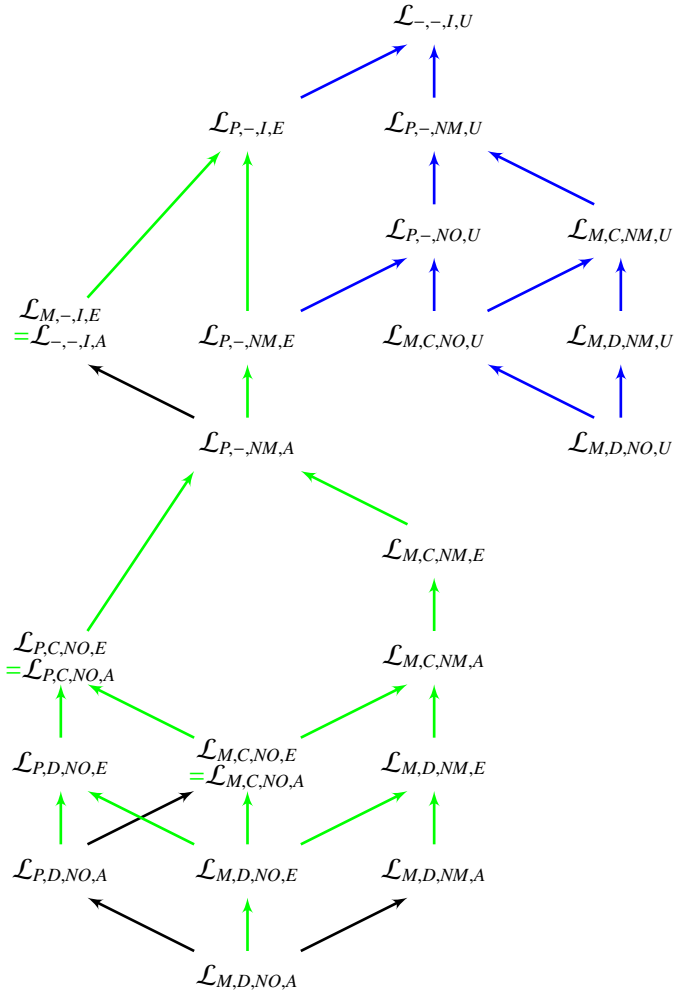 ℒ−,−,I,U
ℒP,−,I,E ℒP,−,NM,U
ℒP,−,NO,U ℒM,C,NM,U
ℒM,−,I,E
=ℒ−,−,I,A ℒP,−,NM,E ℒM,C,NO,U ℒM,D,NM,U
ℒP,−,NM,A ℒM,D,NO,U
ℒM,C,NM,E
ℒP,C,NO,E
=ℒP,C,NO,A ℒM,C,NM,A
ℒP,D,NO,E ℒM,C,NO,E
=ℒM,C,NO,A ℒM,D,NM,E
ℒP,D,NO,A ℒM,D,NO,E ℒM,D,NM,A
ℒM,D,NO,A